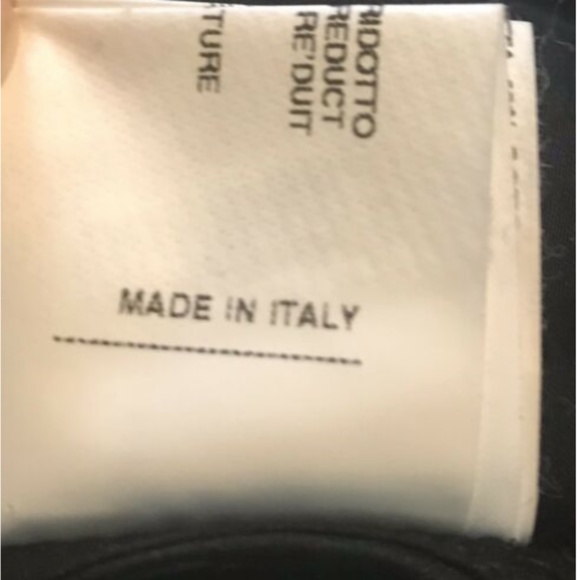 RIDOTTO
REDUCT
RE'DUIT
TURE
MADE IN ITALY